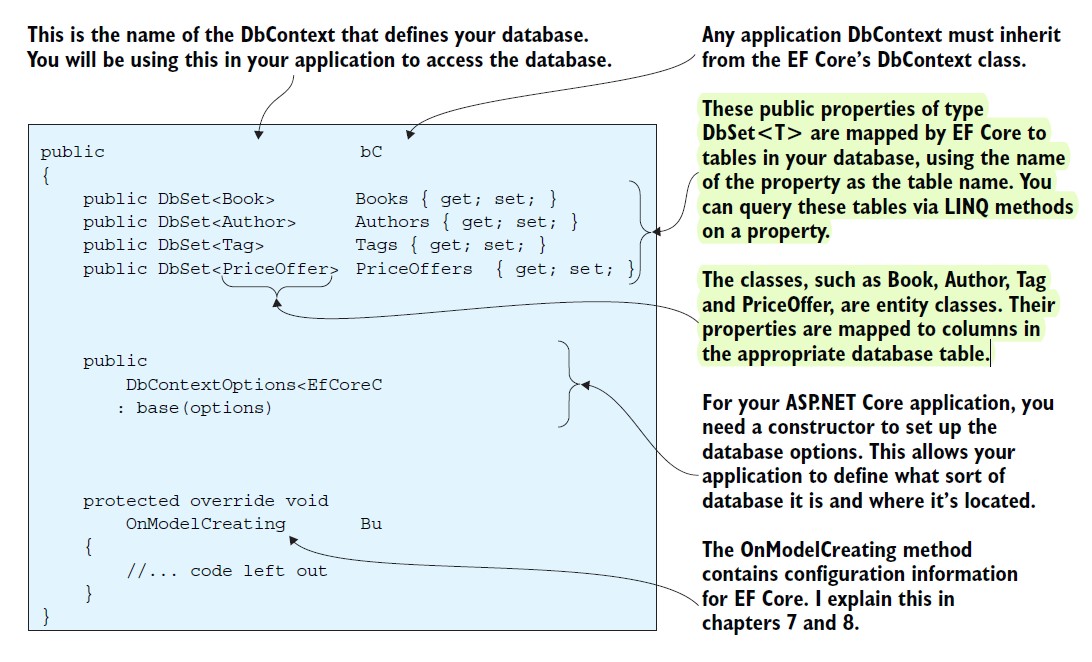 This is the name of the DbContext that defines your database.
You will be using this in your application to access the database.
Any application DbContext must inherit
from the EF Core’s DbContext class.
public bC
{
public DbSet<Book> Books { get; set; }
public DbSet<Author> Authors { get; set; }
public DbSet<Tag> Tags { get; set; }
public DbSet<PriceOffer> PriceOffers { get; set; }
public
DbContextOptions<EfCoreC
: base(options)
protected override void
OnModelCreating Bu
{
//... code left out
}
}
These public properties of type
DbSet<T> are mapped by EF Core to
tables in your database, using the name
of the property as the table name. You
can query these tables via LINQ methods
on a property.
The classes, such as Book, Author, Tag
and PriceOffer, are entity classes. Their
properties are mapped to columns in
the appropriate database table.
For your ASP.NET Core application, you
need a constructor to set up the
database options. This allows your
application to define what sort of
database it is and where it’s located.
The OnModelCreating method
contains configuration information
for EF Core. I explain this in
chapters 7 and 8.